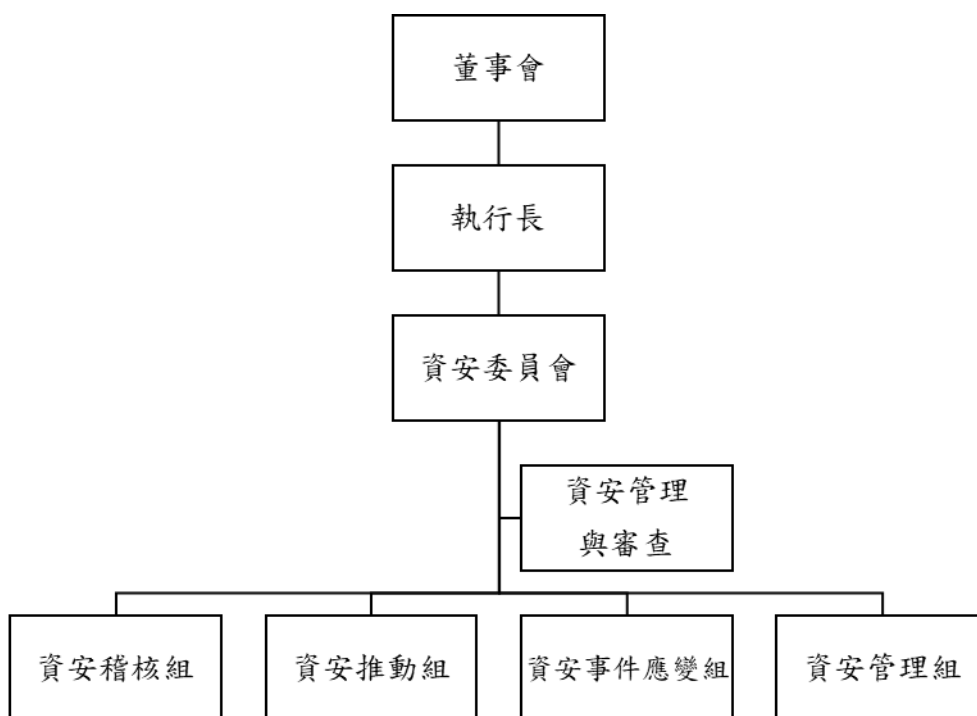 董事會
執行長
資安委員會
資安管理
與審查
資安稽核組
資安推動組
資安事件應變組
資安管理組